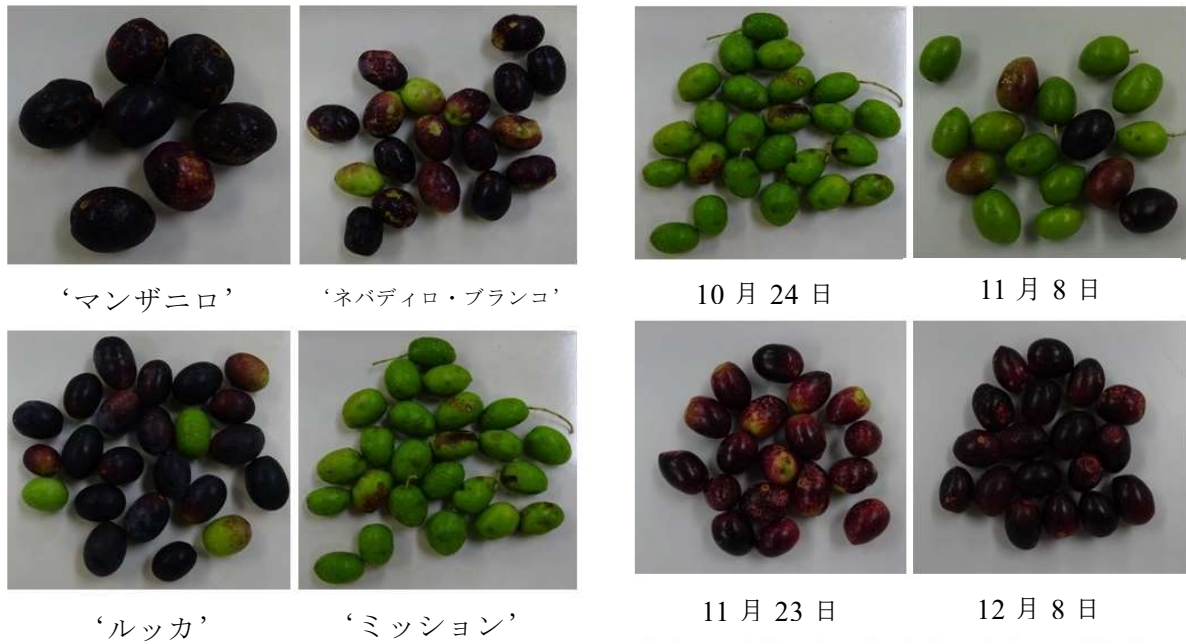 ‘マンザニロ’
‘ネバディロ・ブランコ’
‘ルッカ’
‘ミッション’
10 月 24 日
11 月 8 日
11 月 23 日
12 月 8 日